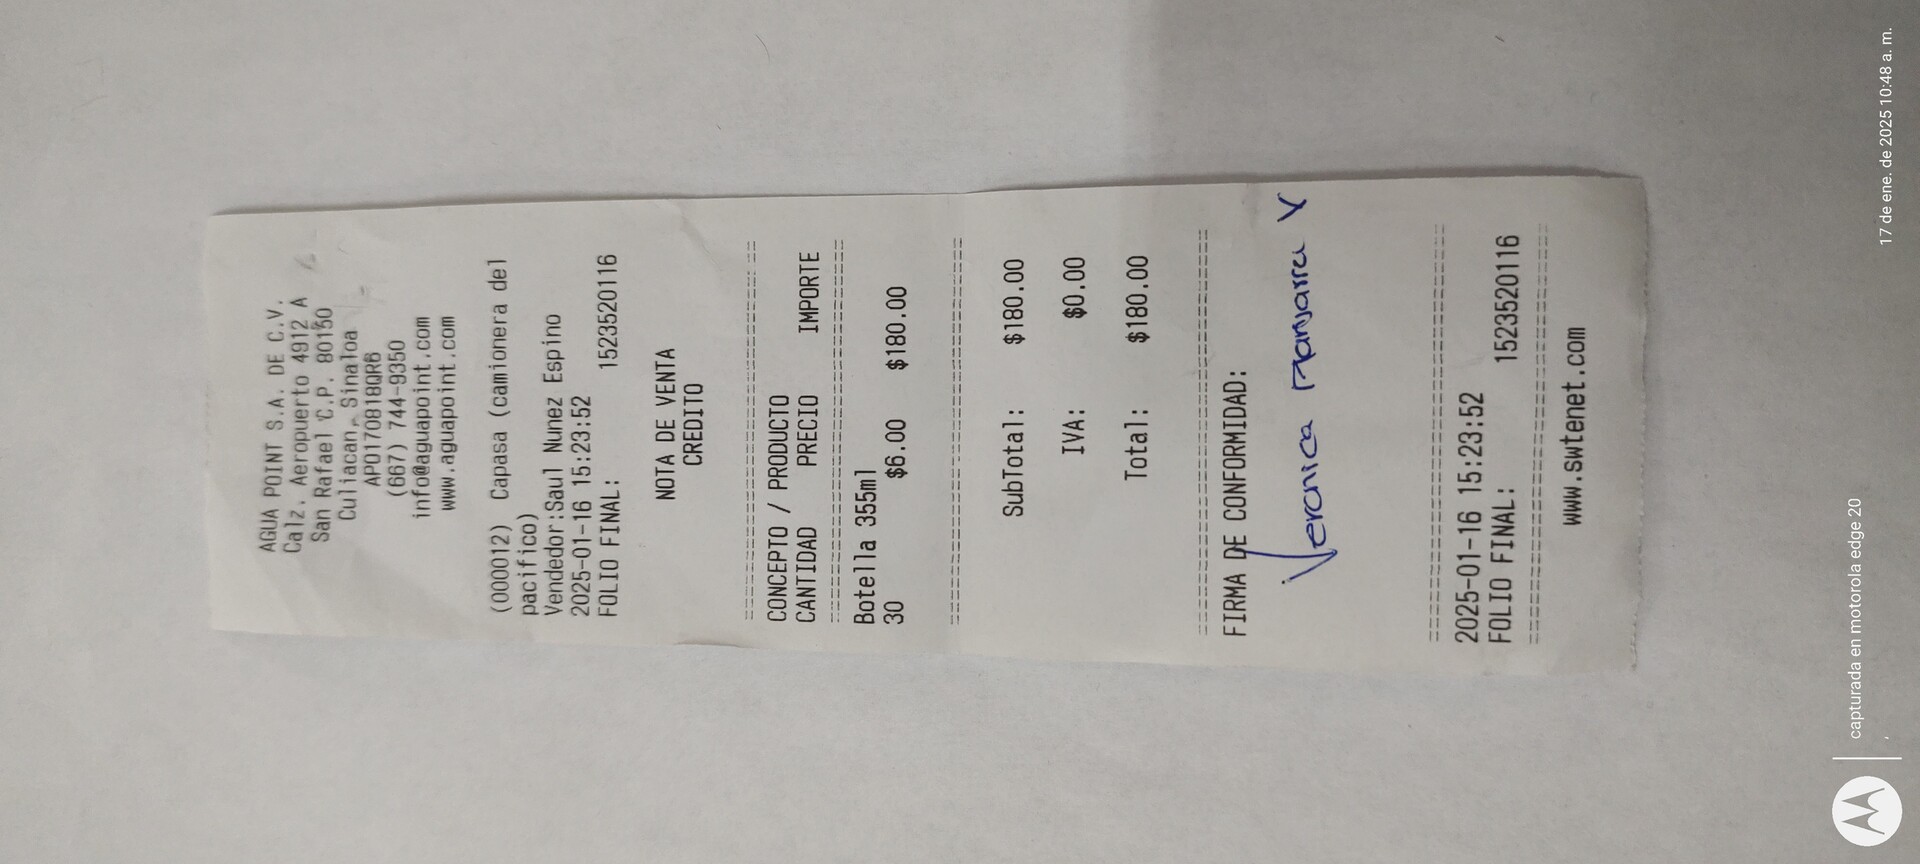 AGUA POINT S.A. DE C.V.
Calz. Aeropuerto 4912 A
San Rafael C.P. 80150
Culiacan, Sinaloa
APO170818QR6
(667) 744-9350
info@aguapoint.com
www.aguapoint.com
(000012) Capasa (camionera del
pacifico)
Vendedor:Saul Nunez Espino
2025-01-16 15:23:52
FOLIO FINAL: 1523520116
NOTA DE VENTA
CREDITO
CONCEPTO / PRODUCTO
CANTIDAD PRECIO IMPORTE
Botella 355ml
30 $6.00 $180.00
SubTotal: $180.00
IVA: $0.00
Total: $180.00
FIRMA DE CONFORMIDAD:
Veronica Manjarra Y
2025-01-16 15:23:52
FOLIO FINAL: 1523520116
www.swtenet.com
capturada en motorola edge 20
17 de ene. de 2025 10:48 a. m.